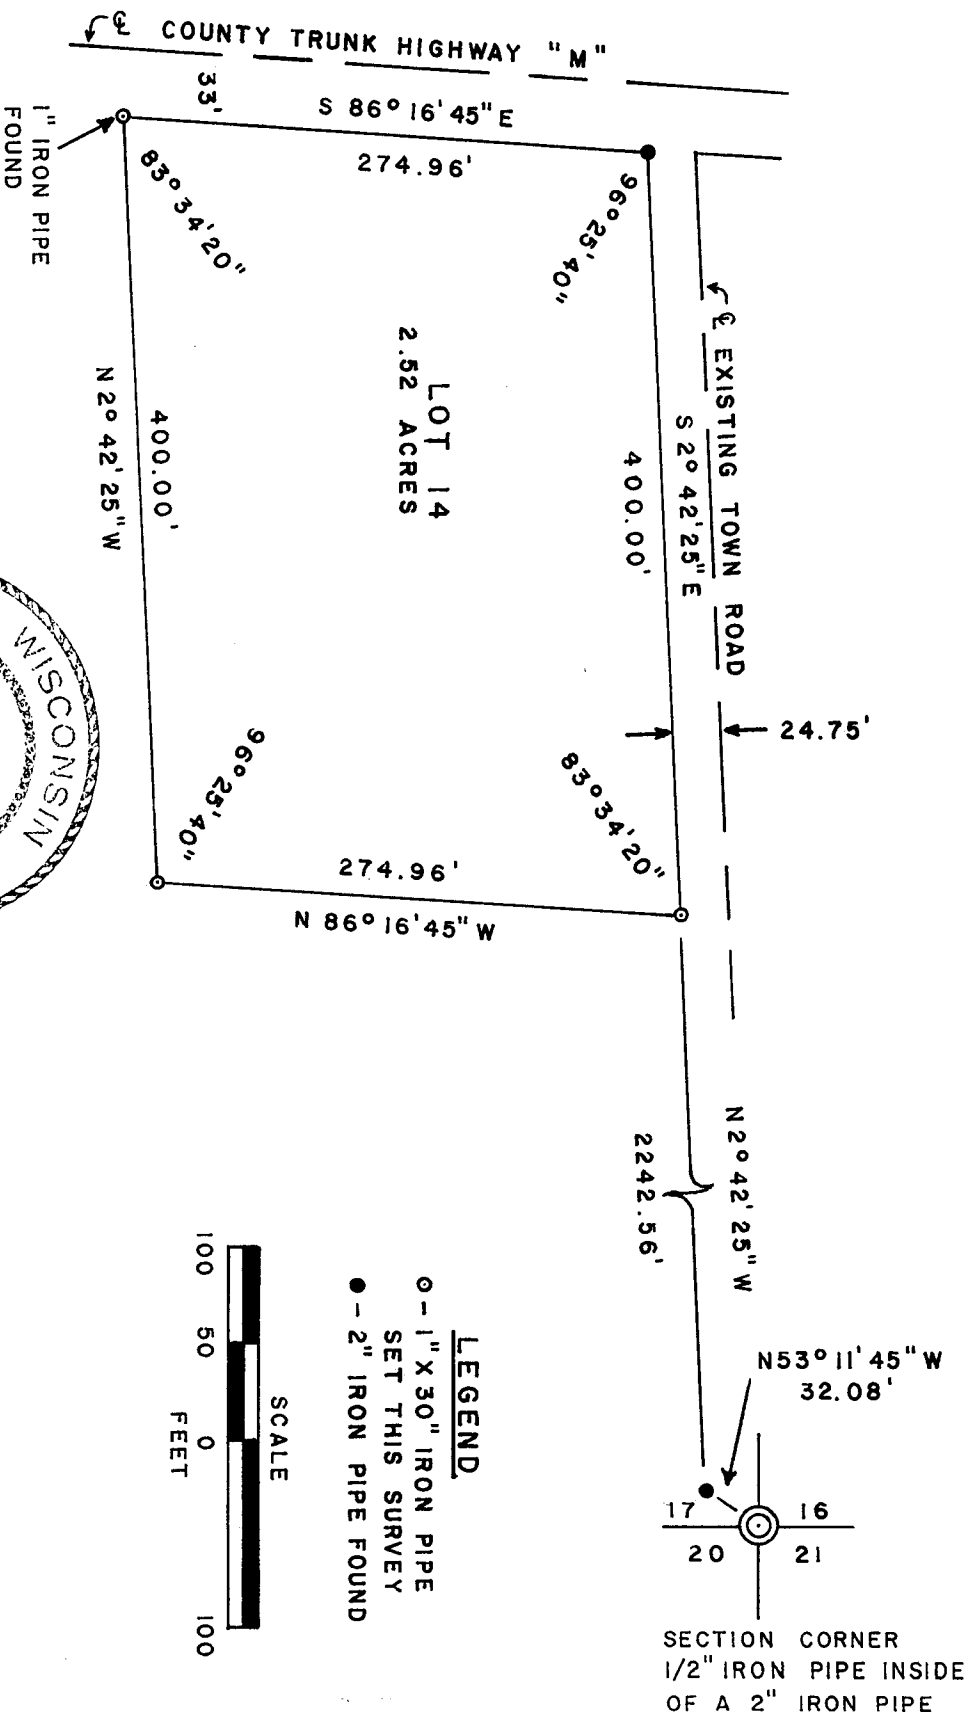 ℄ COUNTY TRUNK HIGHWAY "M"
33'
S 86° 16' 45" E
274.96'
1" IRON PIPE
FOUND
83° 34' 20"
96° 25' 40"
℄ EXISTING TOWN ROAD
S 2° 42' 25" E
400.00'
LOT 14
2.52 ACRES
400.00'
N 2° 42' 25" W
24.75'
96° 25' 40"
83° 34' 20"
274.96'
N 86° 16' 45" W
WISCONSIN
N 2° 42' 25" W
2242.56'
N 53° 11' 45" W
32.08'
17 16
20 21
SECTION CORNER
1/2" IRON PIPE INSIDE
OF A 2" IRON PIPE
LEGEND
⊙ – 1" X 30" IRON PIPE
SET THIS SURVEY
● – 2" IRON PIPE FOUND
SCALE
100 50 0 100
FEET